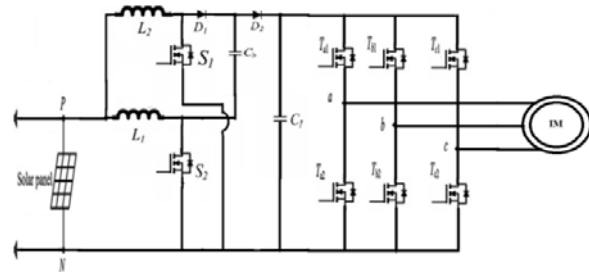 L2
D1
D2
S1
Cb
Ta1
Tb1
Tc1
P
L1
C1
a
b
IM
c
Solar panel
S2
Ta2
Tb2
Tc2
N